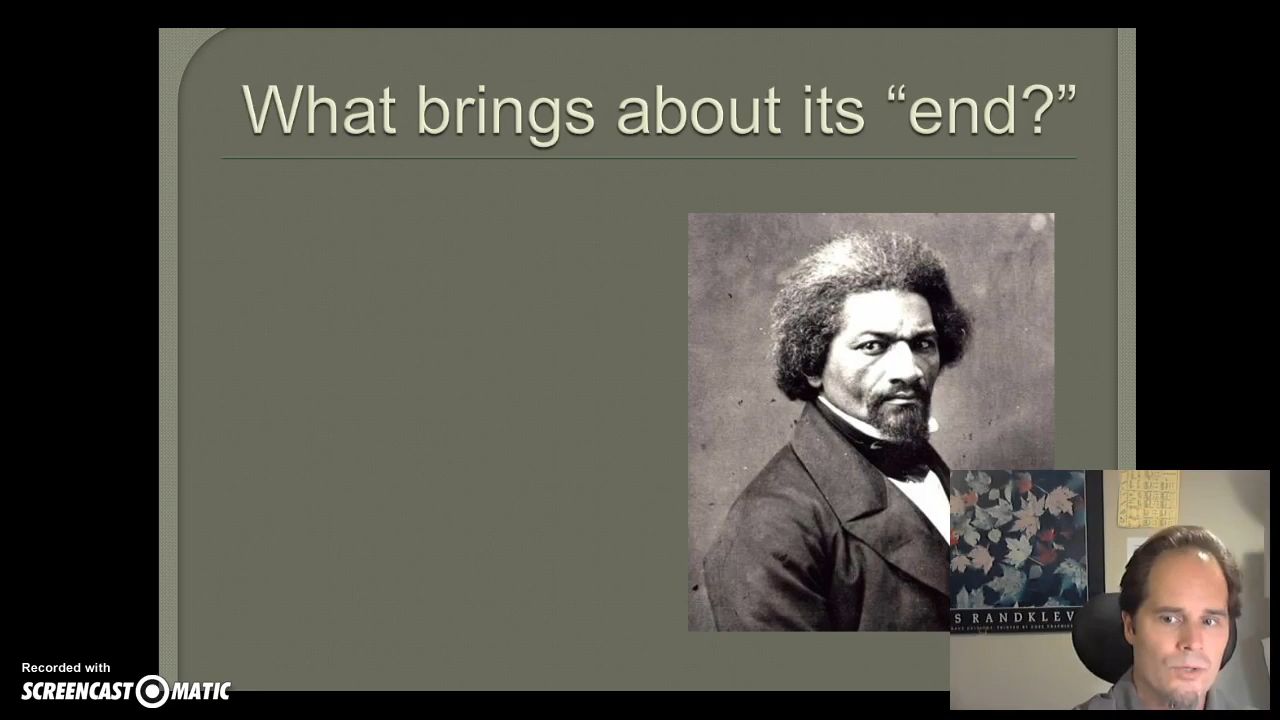 What brings about its “end?”
S RANDKLEV
Recorded with
SCREENCAST MATIC